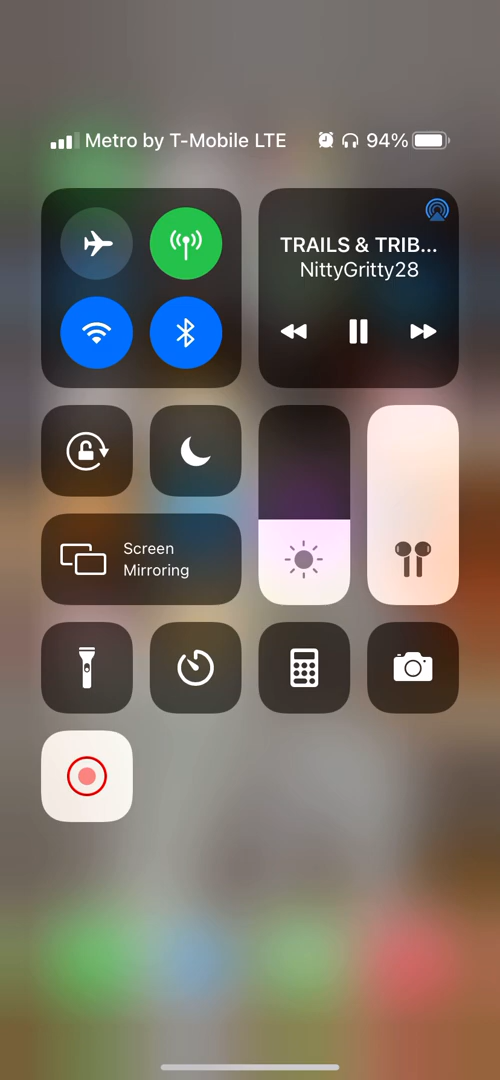 Metro by T-Mobile LTE 94%
TRAILS & TRIB...
NittyGritty28
Screen
Mirroring